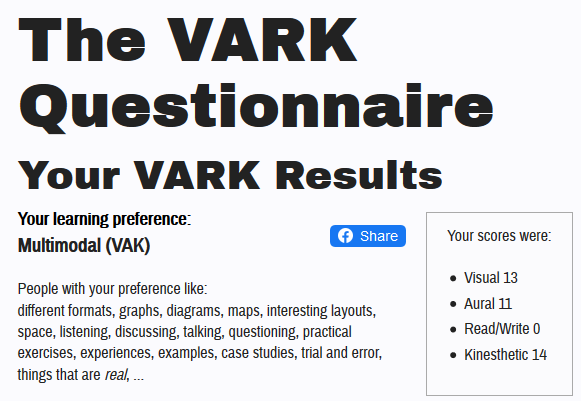 The VARK
Questionnaire
Your VARK Results
Your learning preference:
Multimodal (VAK)
Share
People with your preference like:
different formats, graphs, diagrams, maps, interesting layouts,
space, listening, discussing, talking, questioning, practical
exercises, experiences, examples, case studies, trial and error,
things that are real, ...
Your scores were:
• Visual 13
• Aural 11
• Read/Write 0
• Kinesthetic 14